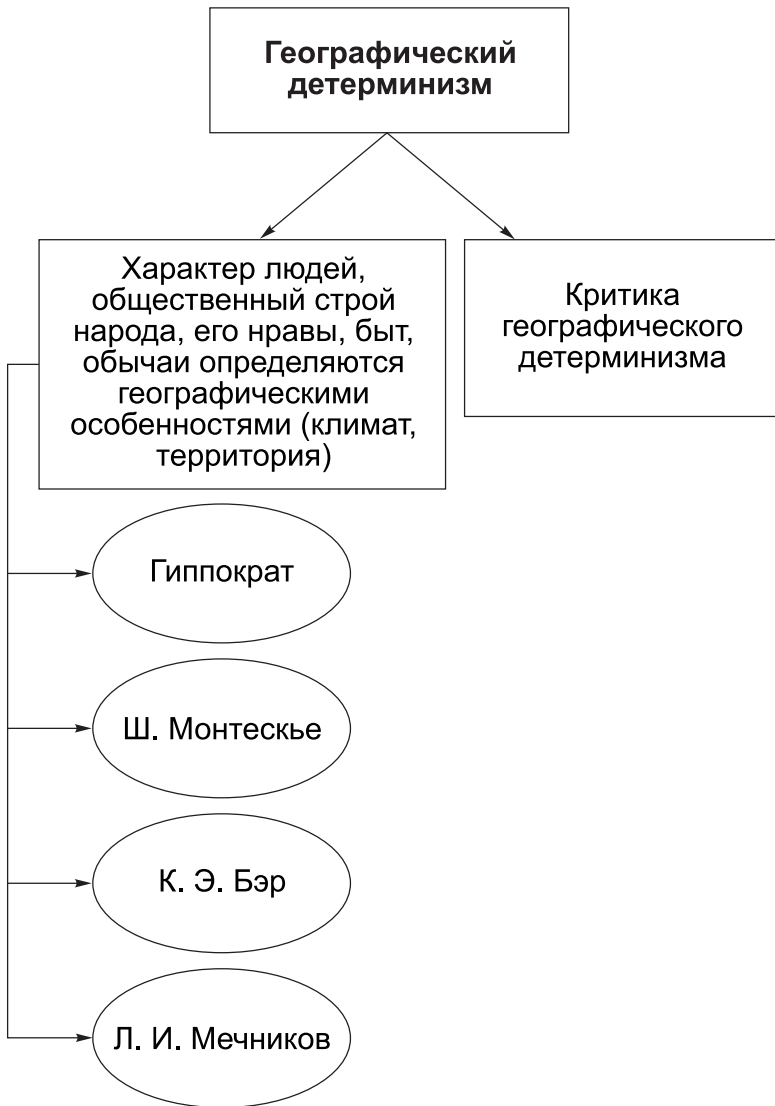 Географический
детерминизм
Характер людей,
общественный строй
народа, его нравы, быт,
обычаи определяются
географическими
особенностями (климат,
территория)
Критика
географического
детерминизма
Гиппократ
Ш. Монтескье
К. Э. Бэр
Л. И. Мечников